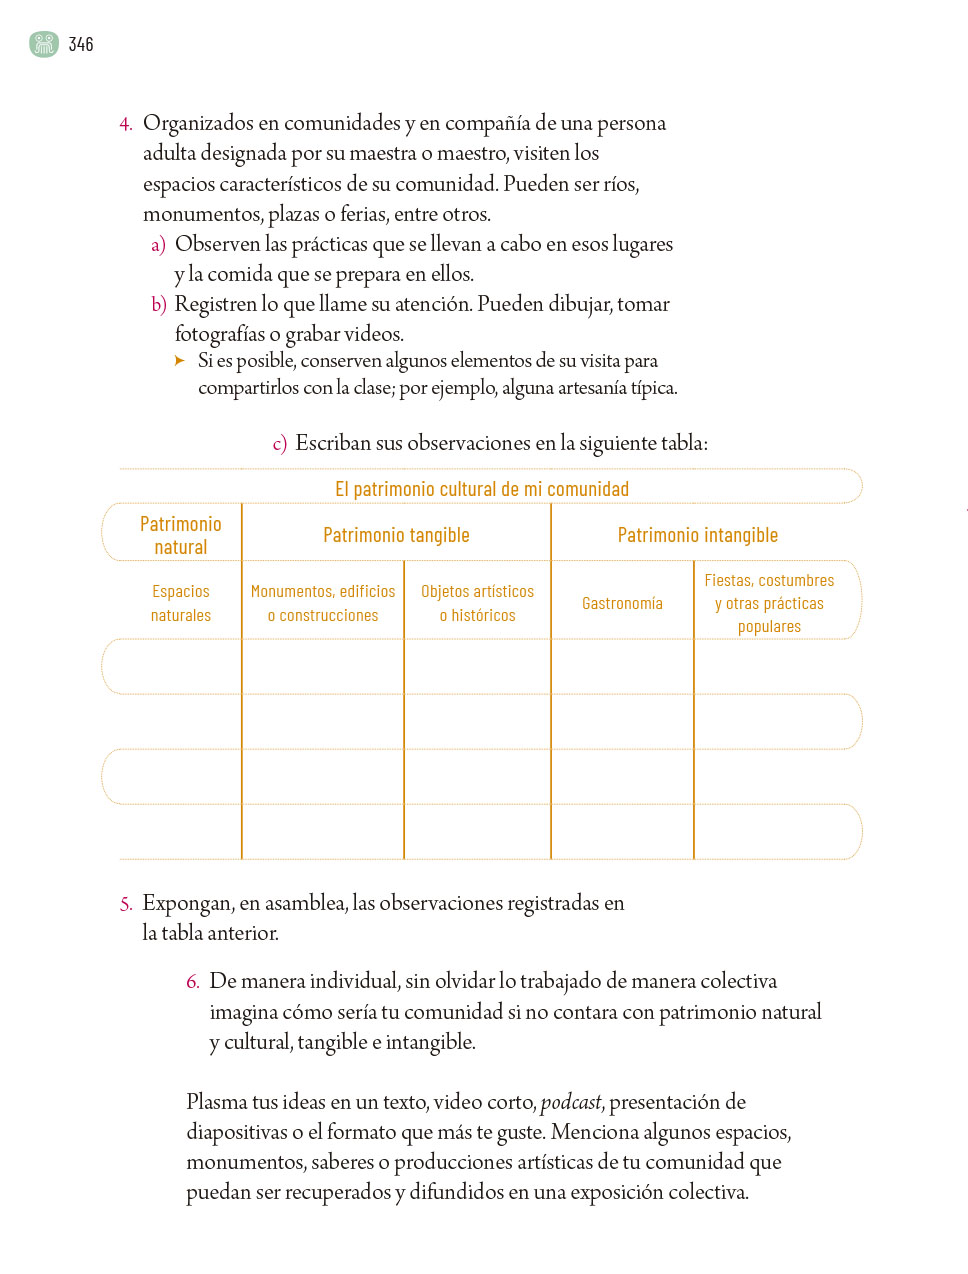 346
4. Organizados en comunidades y en compañía de una persona
adulta designada por su maestra o maestro, visiten los
espacios característicos de su comunidad. Pueden ser ríos,
monumentos, plazas o ferias, entre otros.
a) Observen las prácticas que se llevan a cabo en esos lugares
y la comida que se prepara en ellos.
b) Registren lo que llame su atención. Pueden dibujar, tomar
fotografías o grabar videos.
➤ Si es posible, conserven algunos elementos de su visita para
compartirlos con la clase; por ejemplo, alguna artesanía típica.
c) Escriban sus observaciones en la siguiente tabla:
El patrimonio cultural de mi comunidad
Patrimonio
natural
Patrimonio tangible
Patrimonio intangible
Espacios
naturales
Monumentos, edificios
o construcciones
Objetos artísticos
o históricos
Gastronomía
Fiestas, costumbres
y otras prácticas
populares
5. Expongan, en asamblea, las observaciones registradas en
la tabla anterior.
6. De manera individual, sin olvidar lo trabajado de manera colectiva
imagina cómo sería tu comunidad si no contara con patrimonio natural
y cultural, tangible e intangible.
Plasma tus ideas en un texto, video corto, podcast, presentación de
diapositivas o el formato que más te guste. Menciona algunos espacios,
monumentos, saberes o producciones artísticas de tu comunidad que
puedan ser recuperados y difundidos en una exposición colectiva.